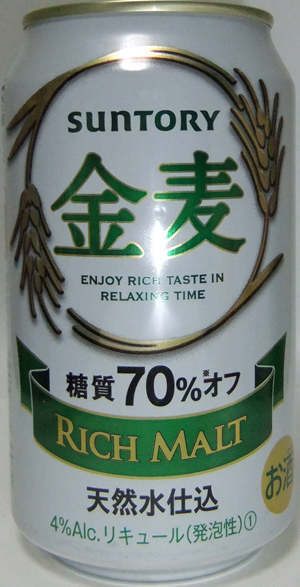 SUNTORY
金麦
ENJOY RICH TASTE IN
RELAXING TIME
糖質70%※オフ
RICH MALT
お酒
天然水仕込
4%Alc.リキュール(発泡性)①